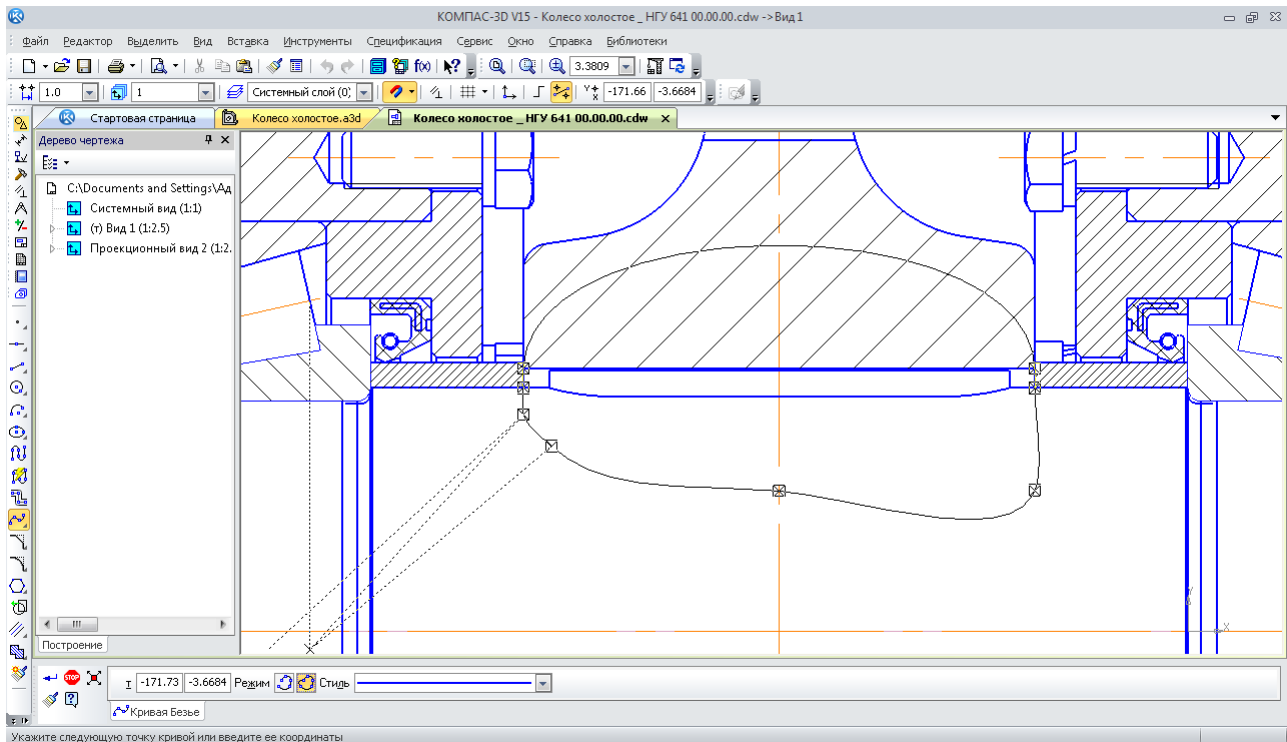 КОМПАС-3D V15 - Колесо холостое _ НГУ 641 00.00.00.cdw ->Вид 1
Файл Редактор Выделить Вид Вставка Инструменты Спецификация Сервис Окно Справка Библиотеки
f(x) 3.3809
1.0 1 Системный слой (0) -171.66 -3.6684
Стартовая страница Колесо холостое.a3d Колесо холостое _ НГУ 641 00.00.00.cdw
Дерево чертежа
C:\Documents and Settings\Ад
Системный вид (1:1)
(т) Вид 1 (1:2.5)
Проекционный вид 2 (1:2.
Y
X
Построение
STOP -171.73 -3.6684 Режим Стиль
Кривая Безье
Укажите следующую точку кривой или введите ее координаты